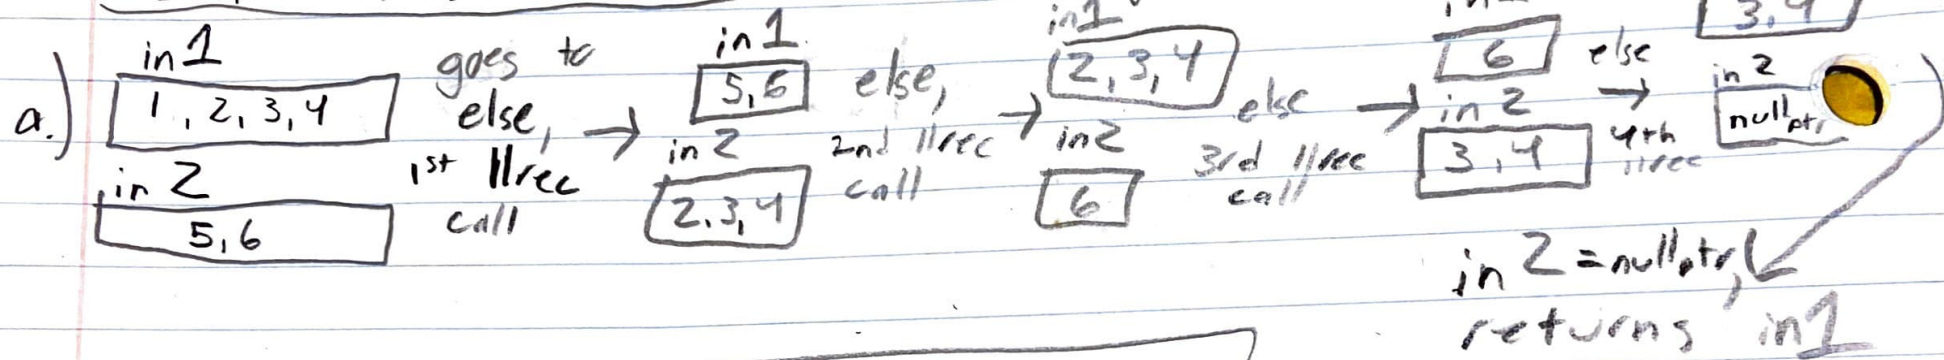 a.) in1
1, 2, 3, 4
in 2
5, 6
goes to
else,
1st llrec
call
→
in1
5, 6
in 2
2, 3, 4
else,
2nd llrec
call
→
in1
2, 3, 4
in2
6
else
3rd llrec
call
→
6
in 2
3, 4
else
→
4th
llrec
3, 4
in 2
nullptr
in 2 = nullptr,
returns in1